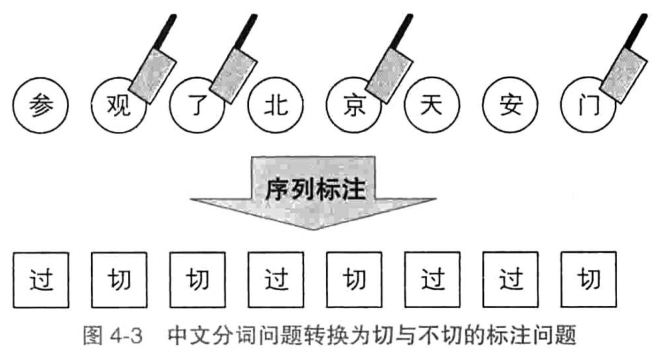 参 观 了 北 京 天 安 门
序列标注
过 切 切 过 切 过 过 切
图 4-3 中文分词问题转换为切与不切的标注问题